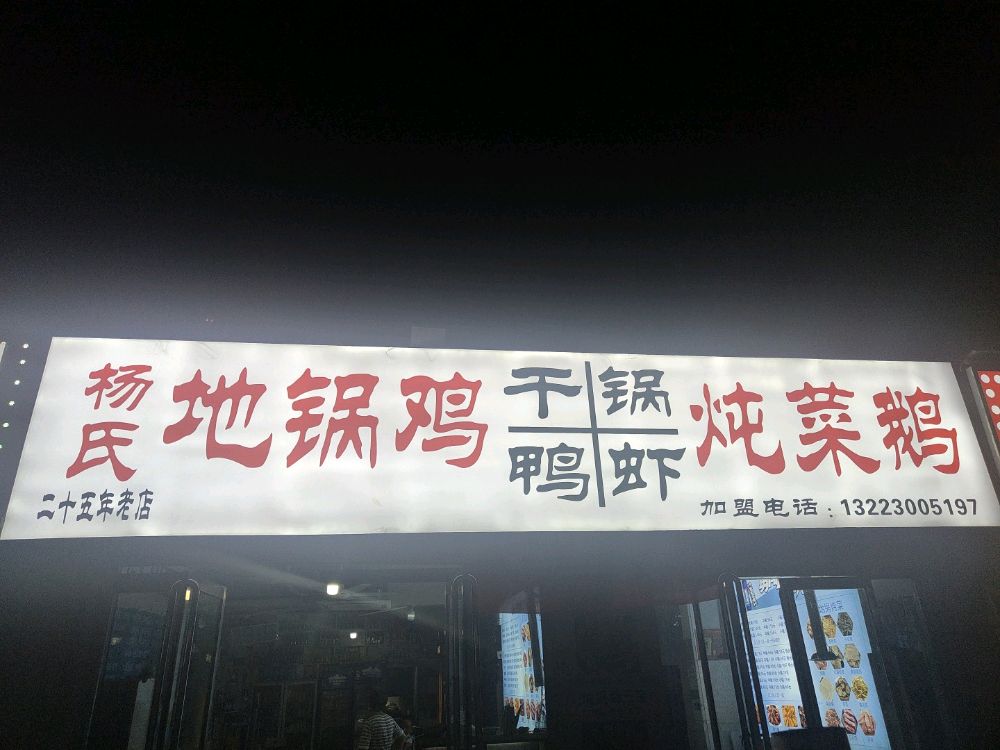 杨氏
地锅鸡
干锅
鸭虾
炖菜鹅
二十五年老店
加盟电话：13223005197